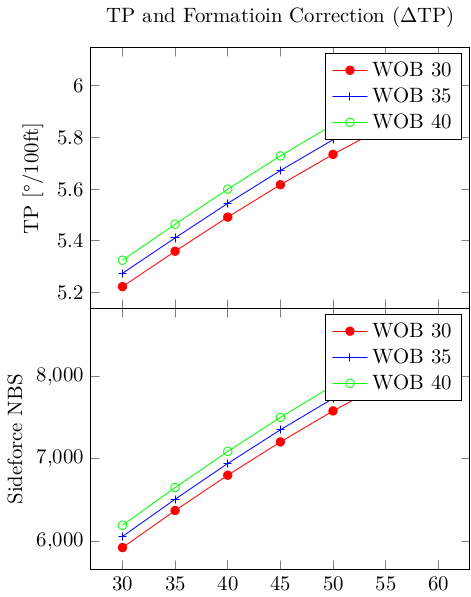 TP and Formatioin Correction (ΔTP)
WOB 30
WOB 35
WOB 40
6
5.8
5.6
5.4
5.2
TP [°/100ft]
WOB 30
WOB 35
WOB 40
8,000
7,000
6,000
Sideforce NBS
30 35 40 45 50 55 60